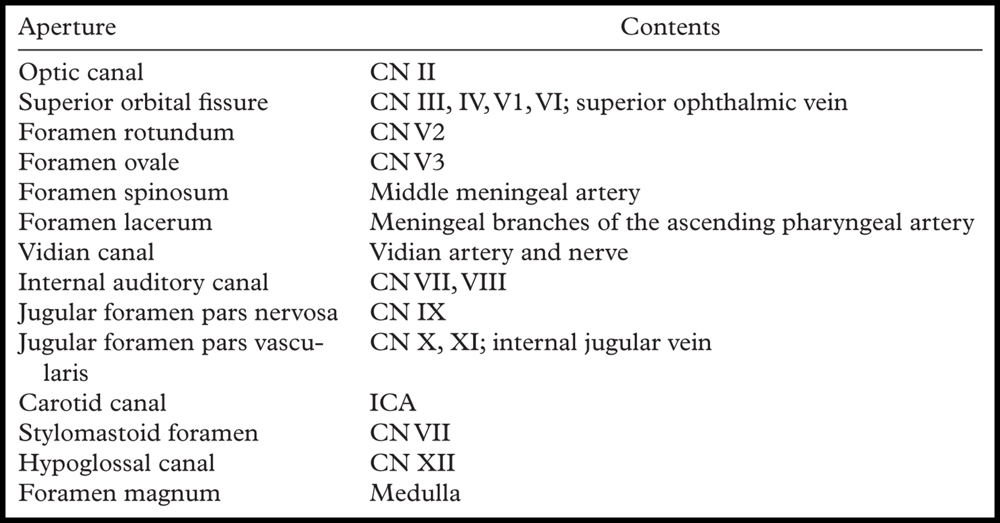 Aperture Contents
Optic canal CN II
Superior orbital fissure CN III, IV, V1, VI; superior ophthalmic vein
Foramen rotundum CN V2
Foramen ovale CN V3
Foramen spinosum Middle meningeal artery
Foramen lacerum Meningeal branches of the ascending pharyngeal artery
Vidian canal Vidian artery and nerve
Internal auditory canal CN VII, VIII
Jugular foramen pars nervosa CN IX
Jugular foramen pars vascu- CN X, XI; internal jugular vein
laris
Carotid canal ICA
Stylomastoid foramen CN VII
Hypoglossal canal CN XII
Foramen magnum Medulla